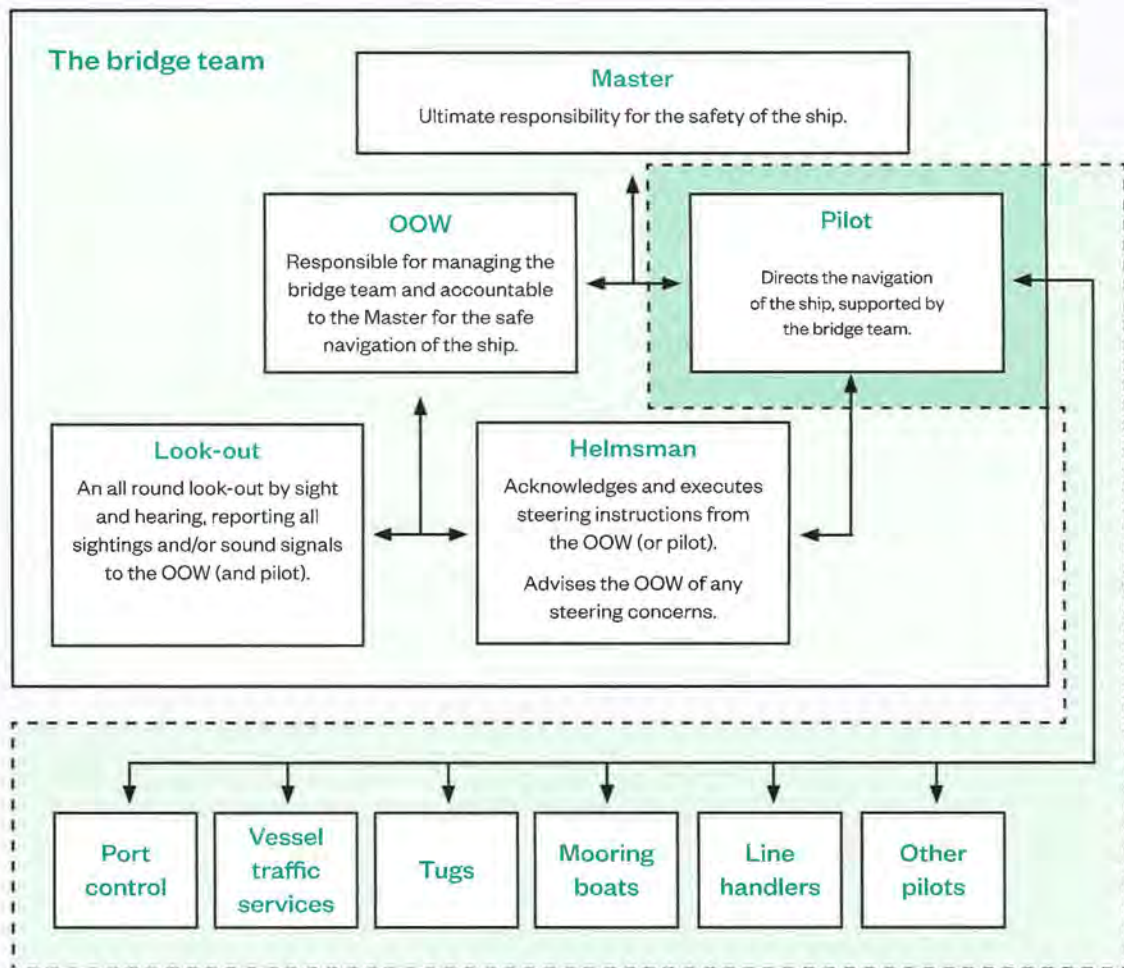 The bridge team
Master
Ultimate responsibility for the safety of the ship.
OOW
Responsible for managing the
bridge team and accountable
to the Master for the safe
navigation of the ship.
Pilot
Directs the navigation
of the ship, supported by
the bridge team.
Look-out
An all round look-out by sight
and hearing, reporting all
sightings and/or sound signals
to the OOW (and pilot).
Helmsman
Acknowledges and executes
steering instructions from
the OOW (or pilot).
Advises the OOW of any
steering concerns.
Port
control
Vessel
traffic
services
Tugs
Mooring
boats
Line
handlers
Other
pilots